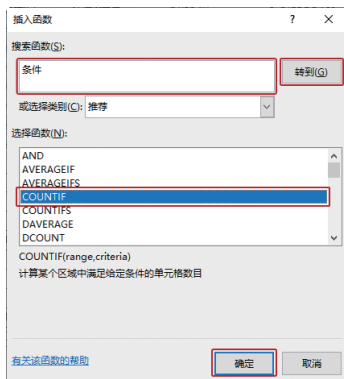 插入函数 ? ×
搜索函数(S):
条件
转到(G)
或选择类别(C): 推荐
选择函数(N):
AND
AVERAGEIF
AVERAGEIFS
COUNTIF
COUNTIFS
DAVERAGE
DCOUNT
COUNTIF(range,criteria)
计算某个区域中满足给定条件的单元格数目
有关该函数的帮助
确定 取消